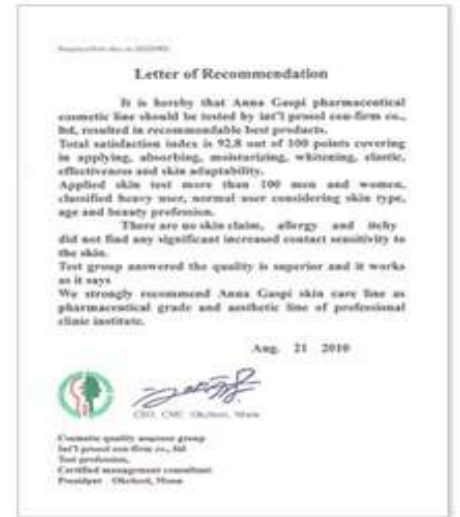 Letter of Recommendation
It is hereby that Anna Gaspi pharmaceutical
cosmetic line should be tested by int'l prosol con-firm co.,
ltd, resulted in recommendable best products.
Total satisfaction index is 92.8 out of 100 points covering
in applying, absorbing, moisturizing, whitening, elastic,
effectiveness and skin adaptability.
Applied skin test more than 100 men and women,
classified heavy user, normal user considering skin type,
age and beauty profession.
There are no skin claim, allergy and itchy
did not find any significant increased contact sensitivity to
the skin.
Test group answered the quality is superior and it works
as it says
We strongly recommend Anna Gaspi skin care line as
pharmaceutical grade and aesthetic line of professional
clinic institute.
Aug. 21 2010
CEO, CMC
Cosmetic quality group
Int'l prosol con-firm co., ltd
Test profession,
Certified management consultant
President